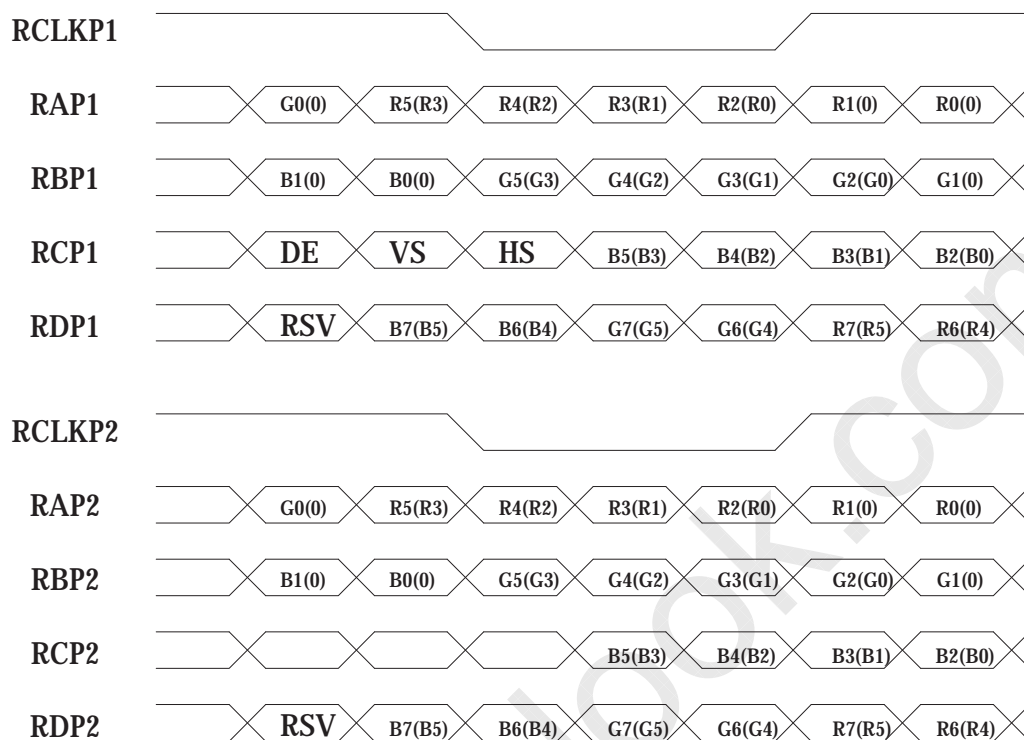 RCLKP1
RAP1 G0(0) R5(R3) R4(R2) R3(R1) R2(R0) R1(0) R0(0)
RBP1 B1(0) B0(0) G5(G3) G4(G2) G3(G1) G2(G0) G1(0)
RCP1 DE VS HS B5(B3) B4(B2) B3(B1) B2(B0)
RDP1 RSV B7(B5) B6(B4) G7(G5) G6(G4) R7(R5) R6(R4)
RCLKP2
RAP2 G0(0) R5(R3) R4(R2) R3(R1) R2(R0) R1(0) R0(0)
RBP2 B1(0) B0(0) G5(G3) G4(G2) G3(G1) G2(G0) G1(0)
RCP2 B5(B3) B4(B2) B3(B1) B2(B0)
RDP2 RSV B7(B5) B6(B4) G7(G5) G6(G4) R7(R5) R6(R4)